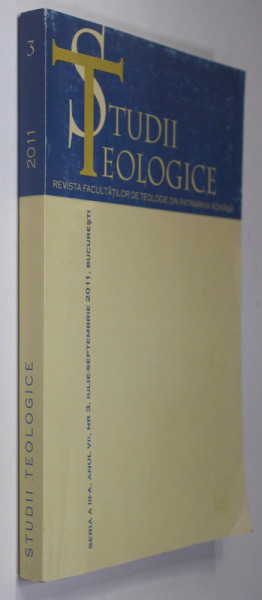 STUDII
TEOLOGICE
REVISTA FACULTĂȚILOR DE TEOLOGIE DIN PATRIARHIA ROMÂNĂ
SERIA A III-A, ANUL VII, NR 3, IULIE-SEPTEMBRIE 2011, BUCUREȘTI
3
2011
STUDII TEOLOGICE